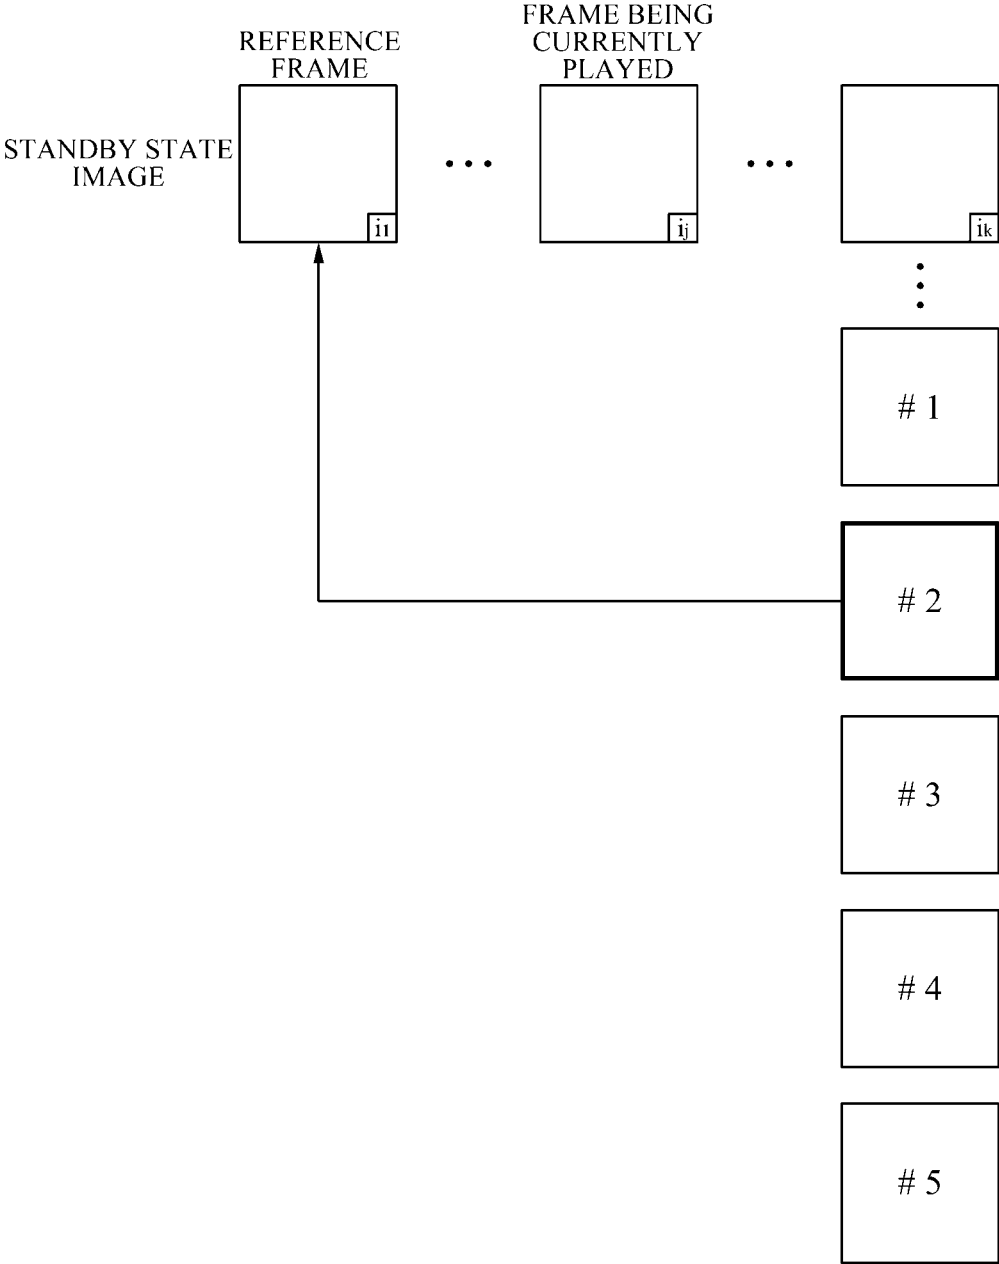 REFERENCE
FRAME
FRAME BEING
CURRENTLY
PLAYED
STANDBY STATE
IMAGE
i1
ij
ik
# 1
# 2
# 3
# 4
# 5